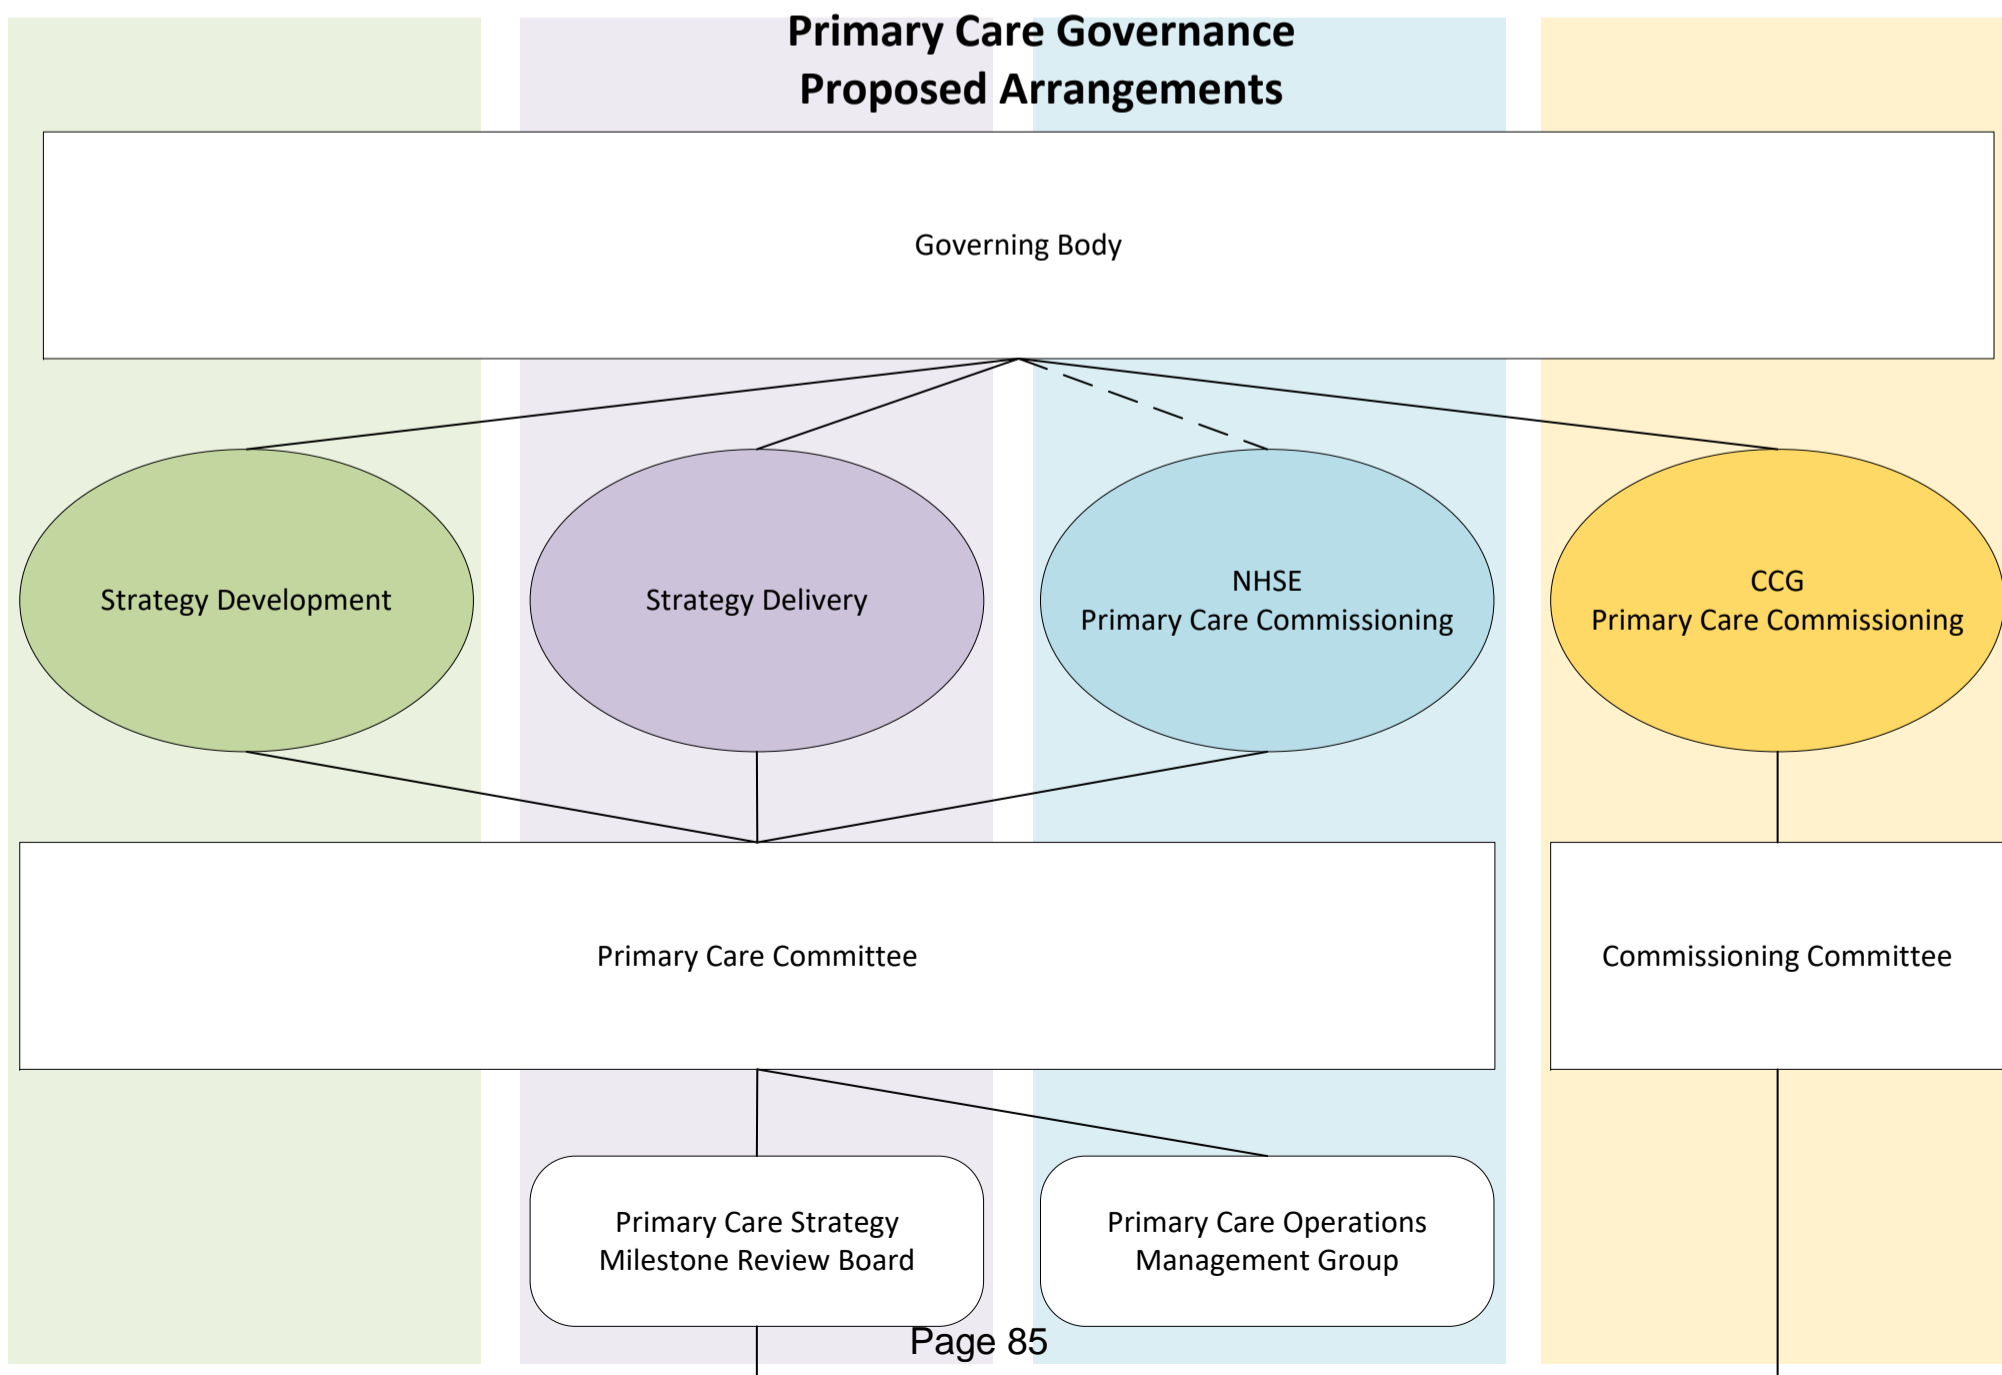 Primary Care Governance
Proposed Arrangements
Governing Body
Strategy Development
Strategy Delivery
NHSE
Primary Care Commissioning
CCG
Primary Care Commissioning
Primary Care Committee
Commissioning Committee
Primary Care Strategy
Milestone Review Board
Primary Care Operations
Management Group
Page 85